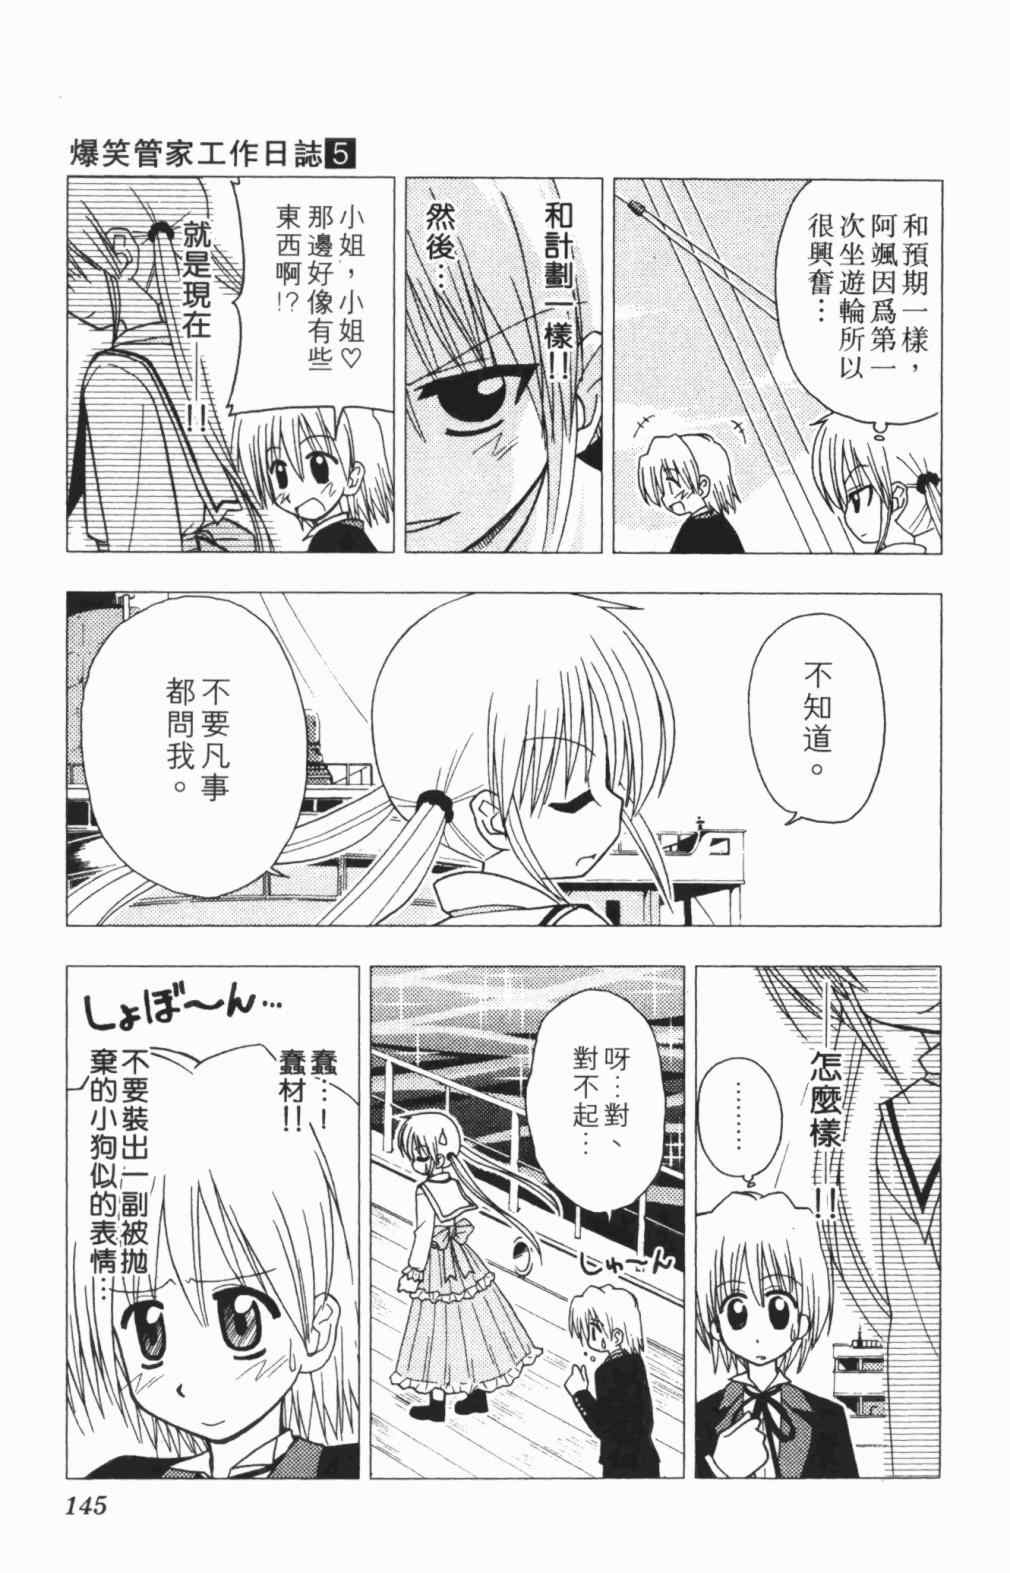 爆笑管家工作日誌5
和預期一樣，
阿颯因爲第一
次坐遊輪所以
很興奮…
和計劃一樣!!
然後…
小姐，小姐♡
那邊好像有些
東西啊!?
就是現在
!!
不知道。
不要凡事
都問我。
怎麼樣!!
………
呀…對、
對不起…
しゅ〜ん
しょぼ〜ん…
蠢…!
蠢材!!
不要裝出一副被拋
棄的小狗似的表情…
145